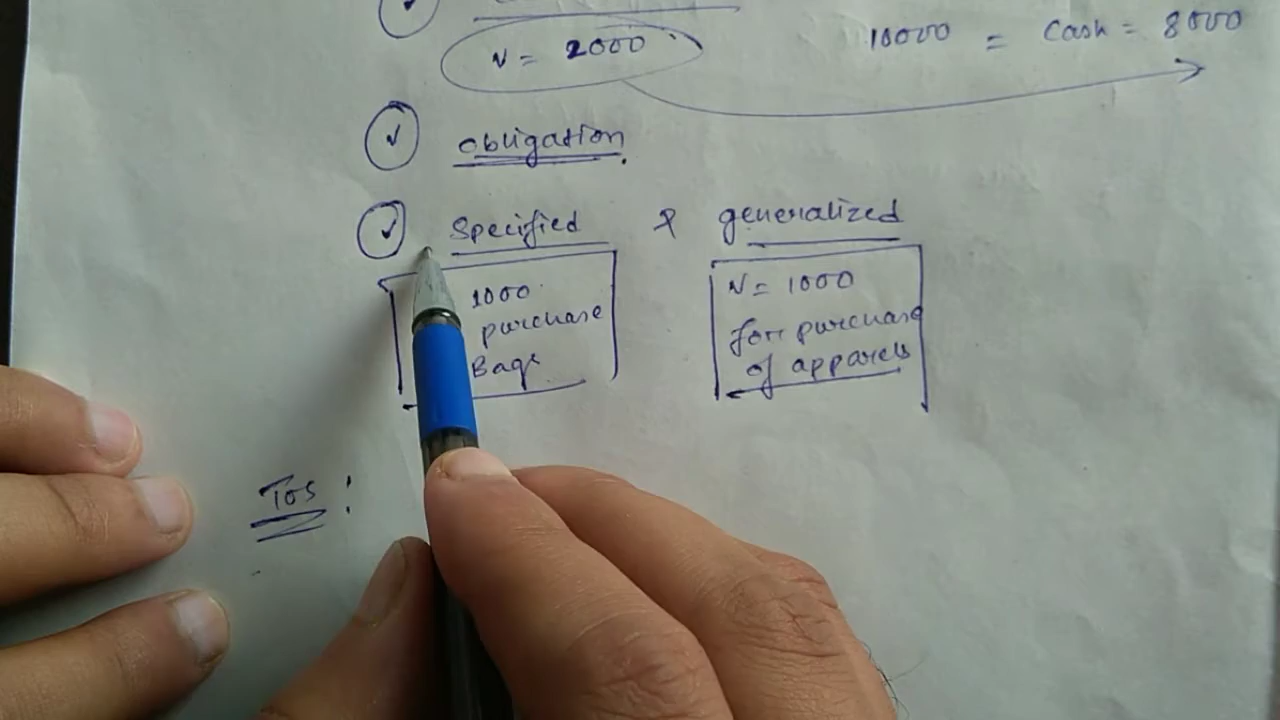 V = 2000
10000 = Cash = 8000
obligation.
Specified & generalized
1000
purchase
Bags
V = 1000
for purchase
of apparels
Tos :